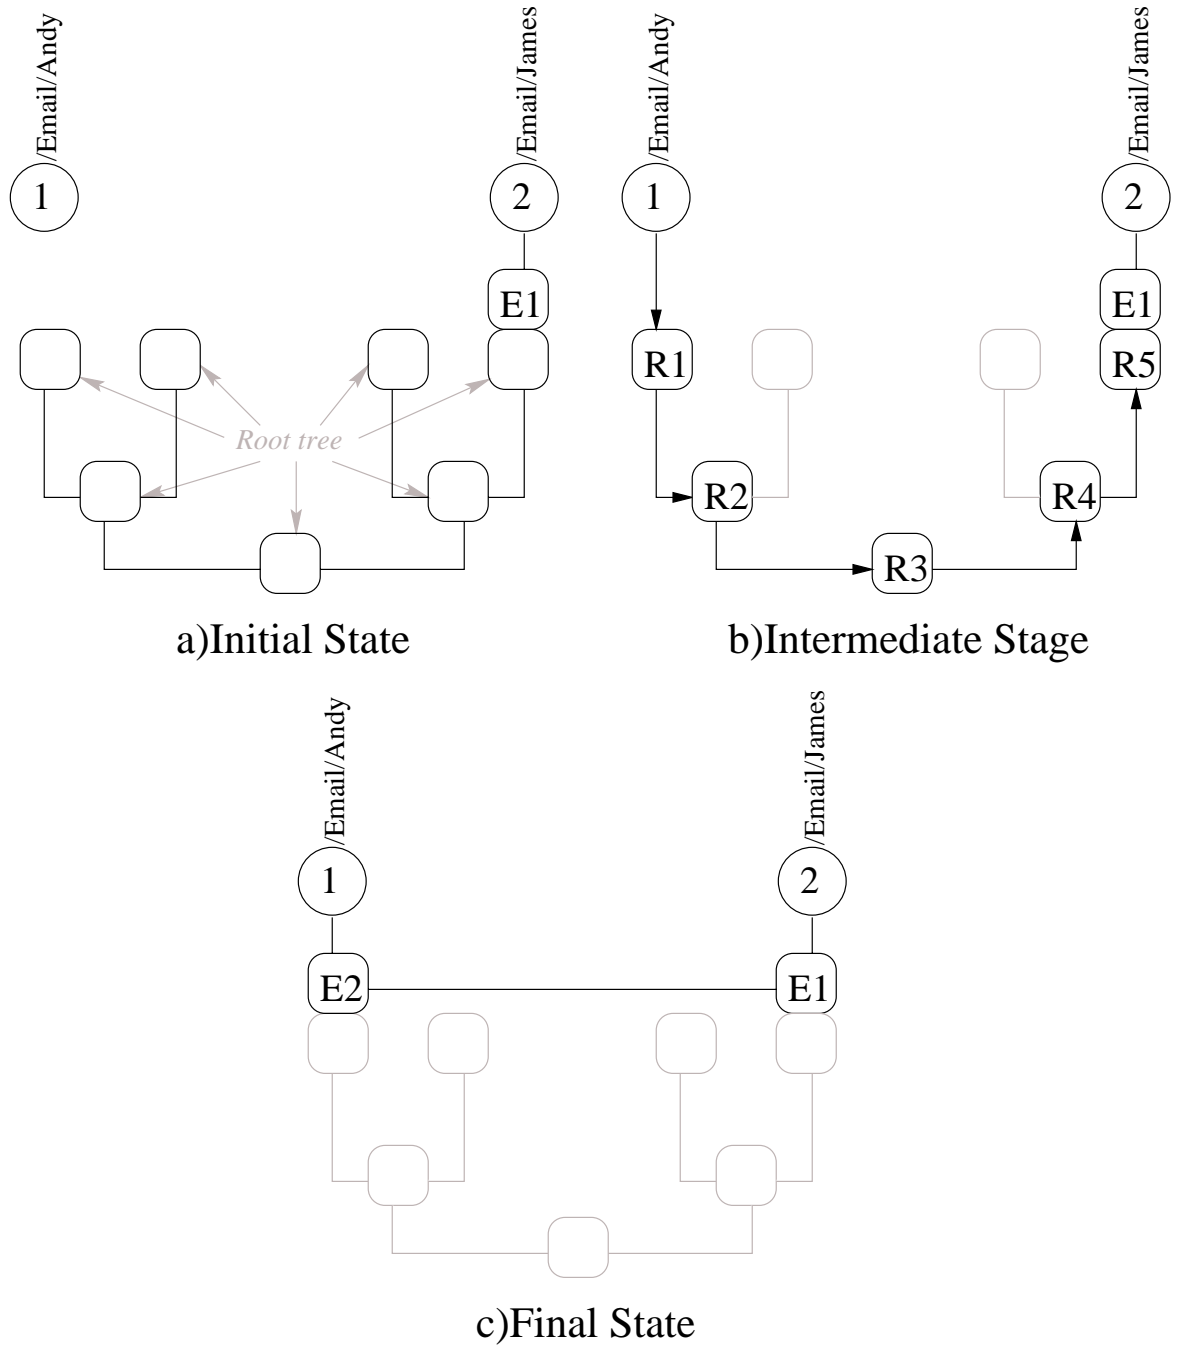 /Email/Andy
/Email/James
1
2
E1
Root tree
a)Initial State
/Email/Andy
/Email/James
1
2
E1
R1
R5
R2
R4
R3
b)Intermediate Stage
/Email/Andy
/Email/James
1
2
E2
E1
c)Final State